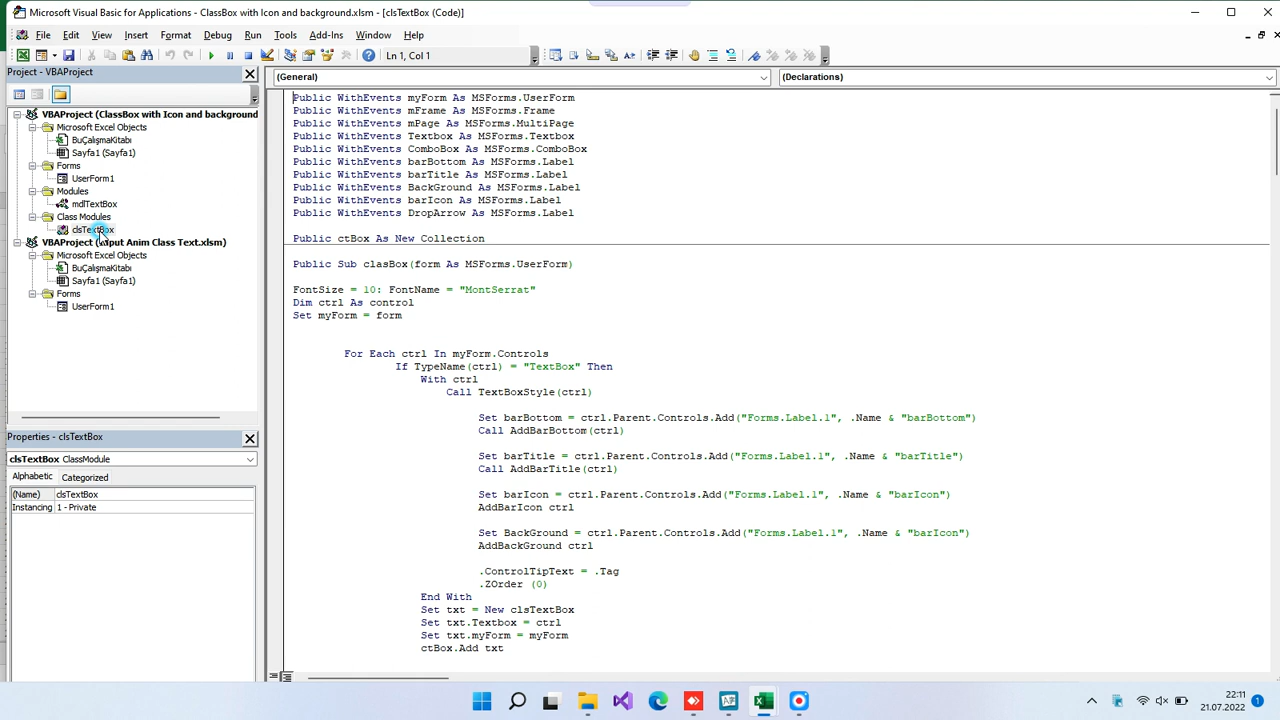 Microsoft Visual Basic for Applications - ClassBox with Icon and background.xlsm - [clsTextBox (Code)]
File Edit View Insert Format Debug Run Tools Add-Ins Window Help
Ln 1, Col 1
Project - VBAProject
(General)
(Declarations)
VBAProject (ClassBox with Icon and background
Microsoft Excel Objects
BuÇalışmaKitabı
Sayfa1 (Sayfa1)
Forms
UserForm1
Modules
mdlTextBox
Class Modules
clsTextBox
VBAProject (Input Anim Class Text.xlsm)
Microsoft Excel Objects
BuÇalışmaKitabı
Sayfa1 (Sayfa1)
Forms
UserForm1
Properties - clsTextBox
clsTextBox ClassModule
Alphabetic Categorized
(Name) clsTextBox
Instancing 1 - Private
Public WithEvents myForm As MSForms.UserForm
Public WithEvents mFrame As MSForms.Frame
Public WithEvents mPage As MSForms.MultiPage
Public WithEvents Textbox As MSForms.Textbox
Public WithEvents ComboBox As MSForms.ComboBox
Public WithEvents barBottom As MSForms.Label
Public WithEvents barTitle As MSForms.Label
Public WithEvents BackGround As MSForms.Label
Public WithEvents barIcon As MSForms.Label
Public WithEvents DropArrow As MSForms.Label
Public ctBox As New Collection
Public Sub clasBox(form As MSForms.UserForm)
FontSize = 10: FontName = "MontSerrat"
Dim ctrl As control
Set myForm = form
For Each ctrl In myForm.Controls
If TypeName(ctrl) = "TextBox" Then
With ctrl
Call TextBoxStyle(ctrl)
Set barBottom = ctrl.Parent.Controls.Add("Forms.Label.1", .Name & "barBottom")
Call AddBarBottom(ctrl)
Set barTitle = ctrl.Parent.Controls.Add("Forms.Label.1", .Name & "barTitle")
Call AddBarTitle(ctrl)
Set barIcon = ctrl.Parent.Controls.Add("Forms.Label.1", .Name & "barIcon")
AddBarIcon ctrl
Set BackGround = ctrl.Parent.Controls.Add("Forms.Label.1", .Name & "barIcon")
AddBackGround ctrl
.ControlTipText = .Tag
.ZOrder (0)
End With
Set txt = New clsTextBox
Set txt.Textbox = ctrl
Set txt.myForm = myForm
ctBox.Add txt
22:11
21.07.2022
1